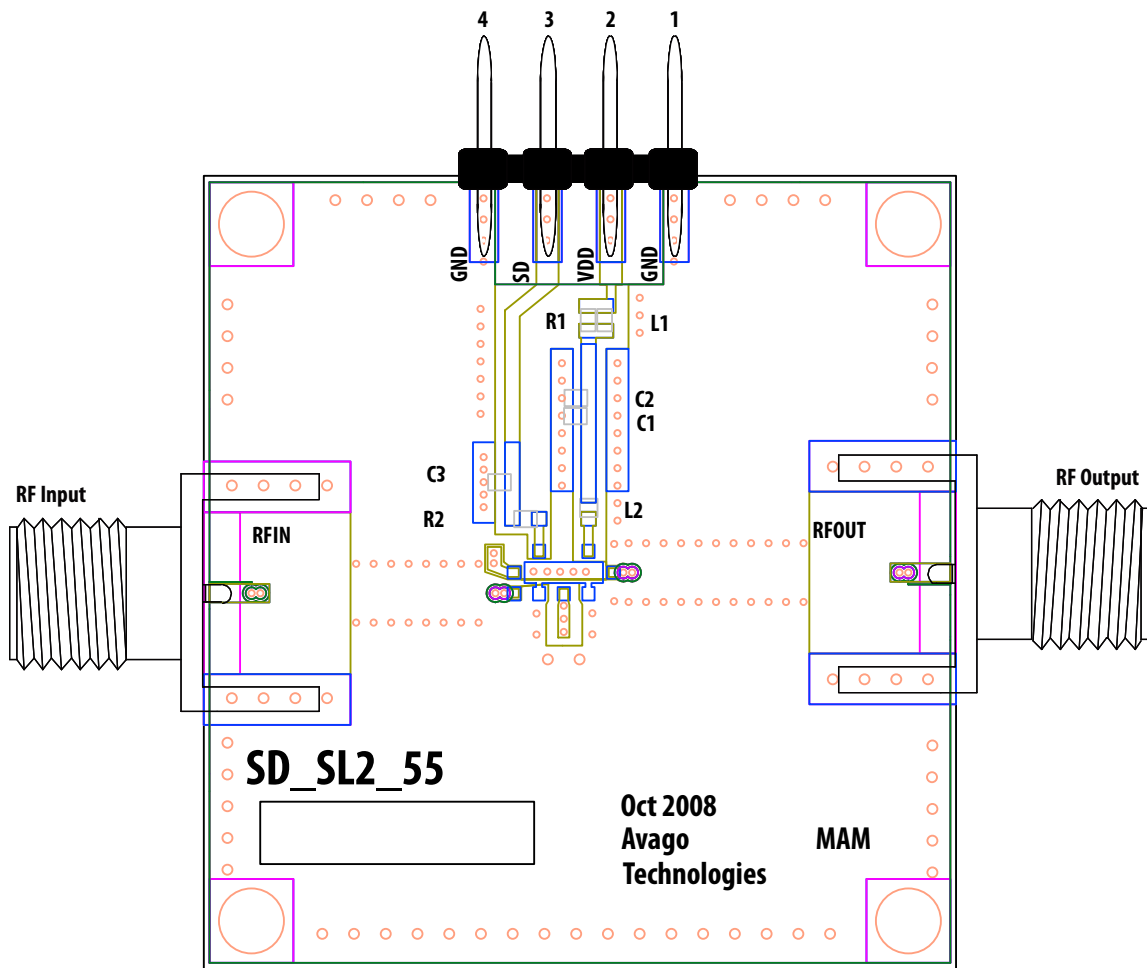 4 3 2 1
GND SD VDD GND
R1 L1
C2
C1
C3
RF Input
RF Output
R2 L2
RFIN
RFOUT
SD_SL2_55
Oct 2008
Avago MAM
Technologies